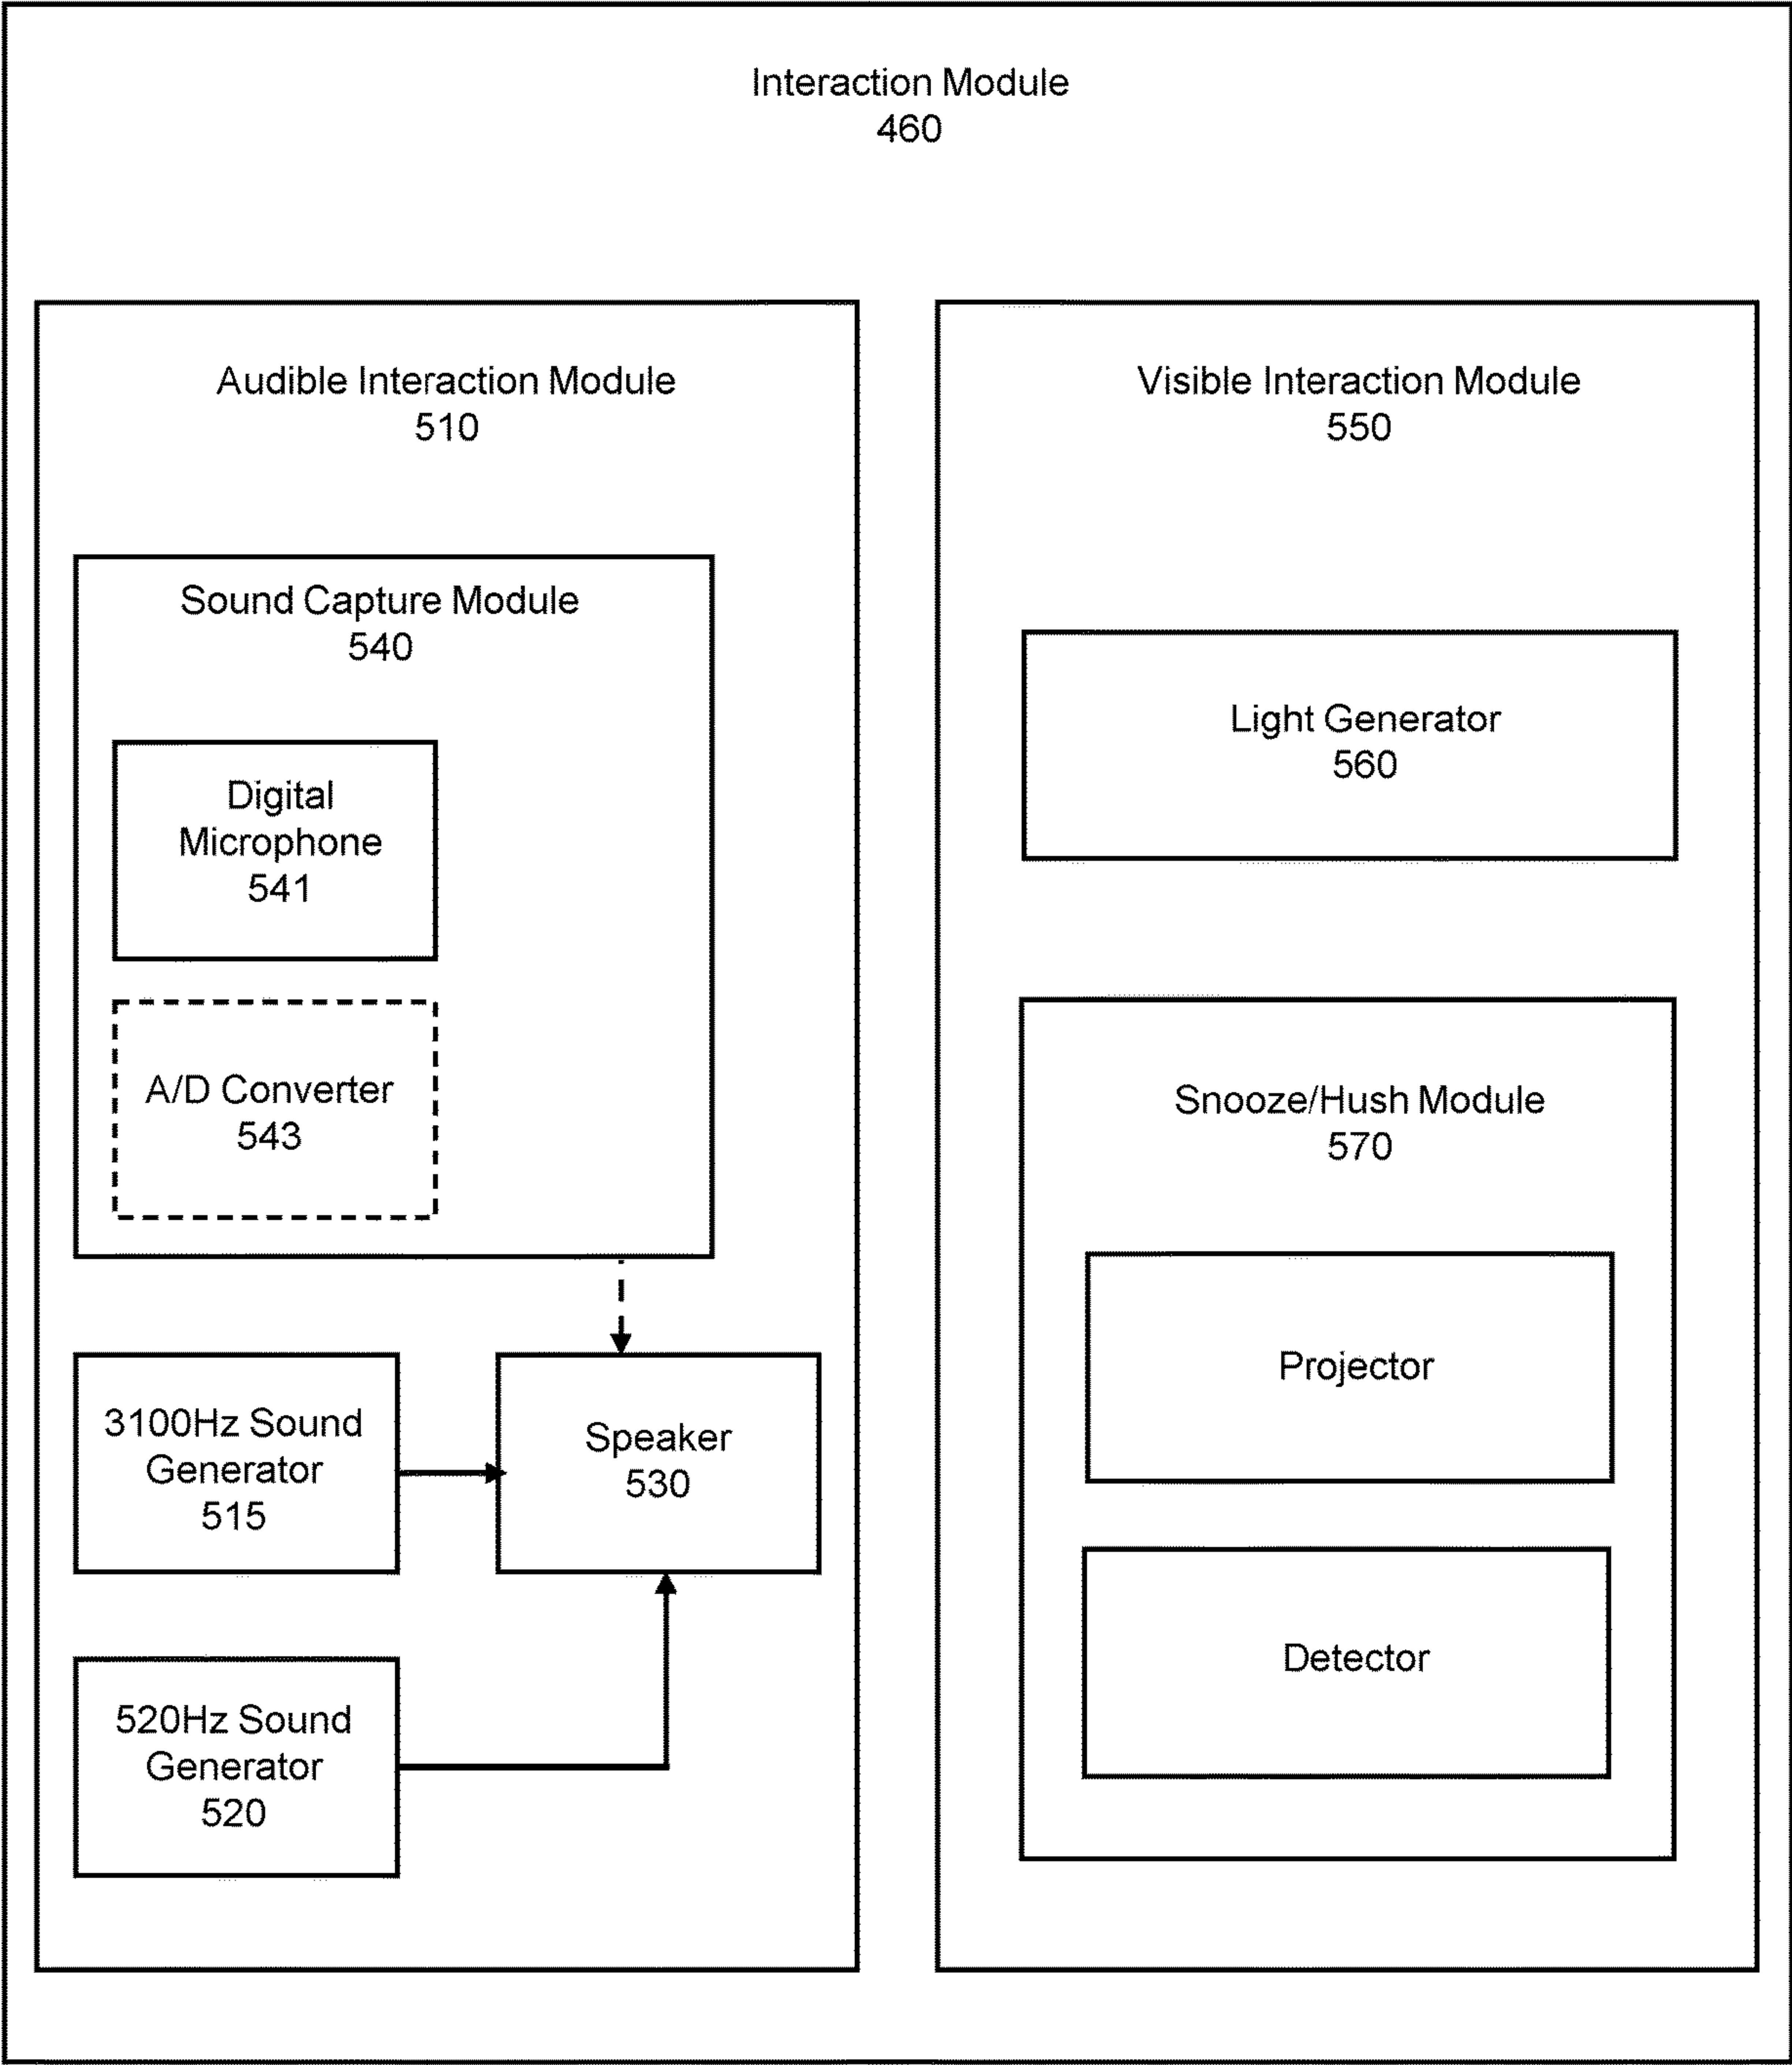 Interaction Module
460
Audible Interaction Module
510
Sound Capture Module
540
Digital
Microphone
541
A/D Converter
543
3100Hz Sound
Generator
515
Speaker
530
520Hz Sound
Generator
520
Visible Interaction Module
550
Light Generator
560
Snooze/Hush Module
570
Projector
Detector